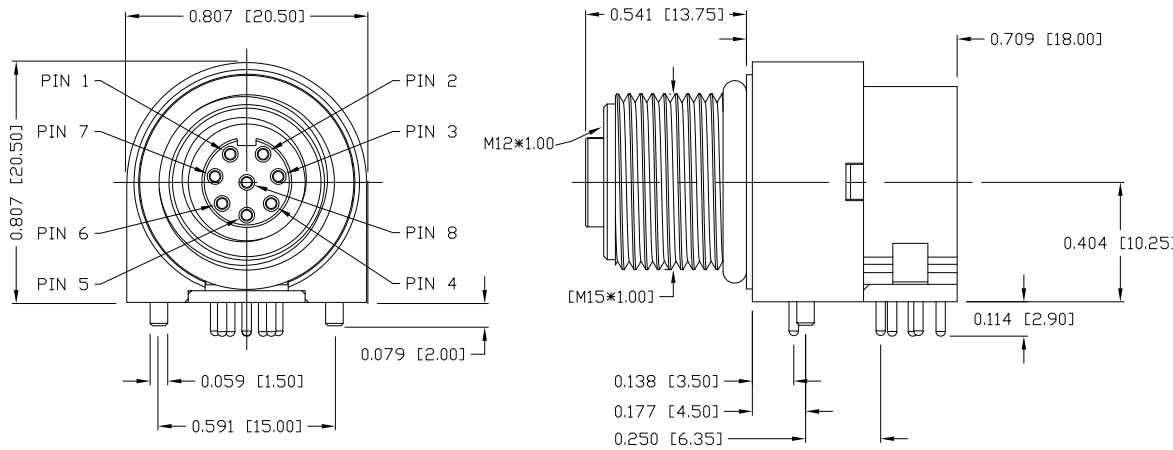 0.807 [20.50]
0.541 [13.75]
0.709 [18.00]
PIN 1
PIN 2
PIN 7
PIN 3
M12*1.00
0.807 [20.50]
PIN 6
PIN 8
0.404 [10.25]
PIN 5
PIN 4
[M15*1.00]
0.114 [2.90]
0.079 [2.00]
0.059 [1.50]
0.138 [3.50]
0.177 [4.50]
0.591 [15.00]
0.250 [6.35]